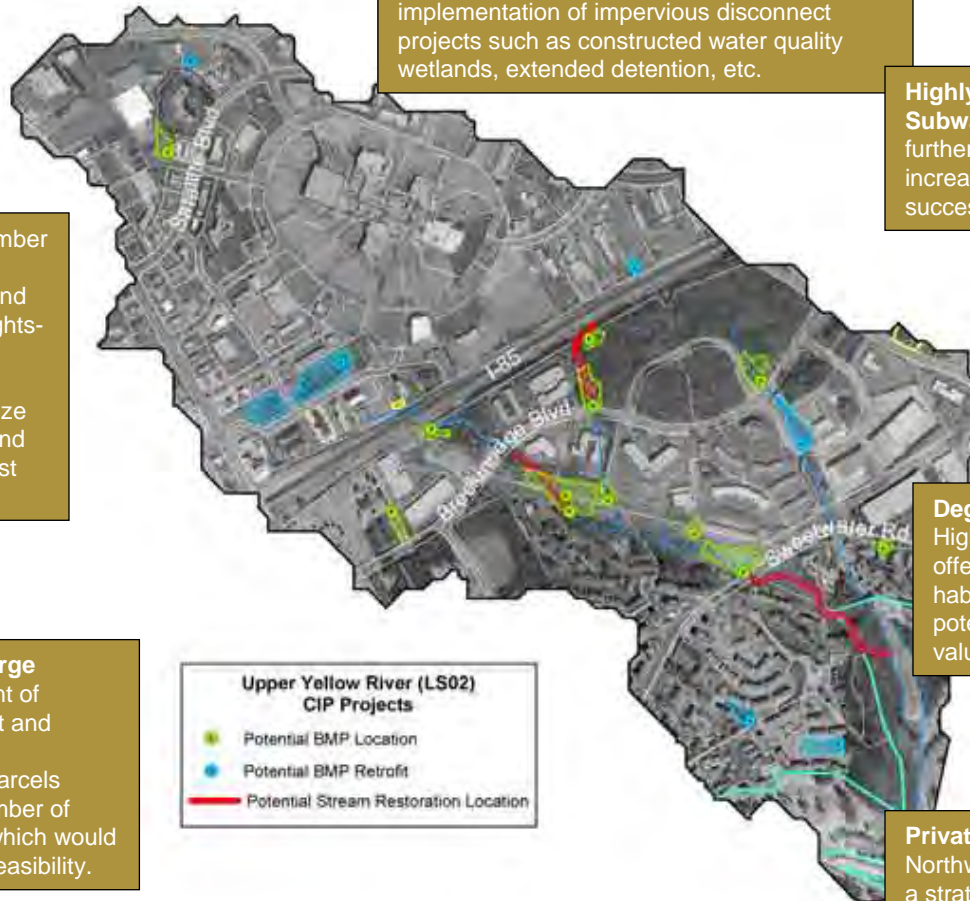 implementation of impervious disconnect
projects such as constructed water quality
wetlands, extended detention, etc.
Highly
Subw
further
increa
succes
mber
nd
ghts-
ze
nd
st
Satellite Blvd
I-85
Breckinridge Blvd
Sweetwater Rd
Deg
High
offe
hab
pote
valu
rge
nt of
t and
arcels
mber of
which would
easibility.
Upper Yellow River (LS02)
CIP Projects
Potential BMP Location
Potential BMP Retrofit
Potential Stream Restoration Location
Privat
Northw
a strat